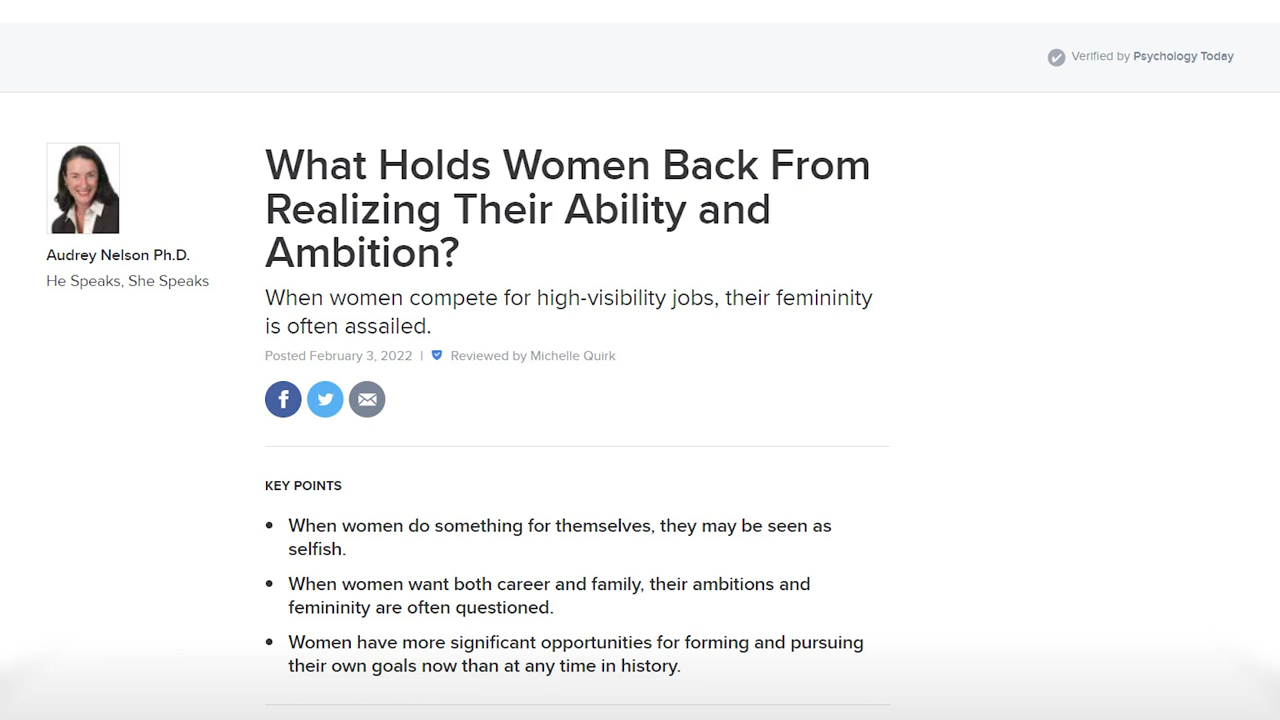 Verified by Psychology Today
Audrey Nelson Ph.D.
He Speaks, She Speaks
What Holds Women Back From
Realizing Their Ability and
Ambition?
When women compete for high-visibility jobs, their femininity
is often assailed.
Posted February 3, 2022 | Reviewed by Michelle Quirk
KEY POINTS
• When women do something for themselves, they may be seen as
selfish.
• When women want both career and family, their ambitions and
femininity are often questioned.
• Women have more significant opportunities for forming and pursuing
their own goals now than at any time in history.